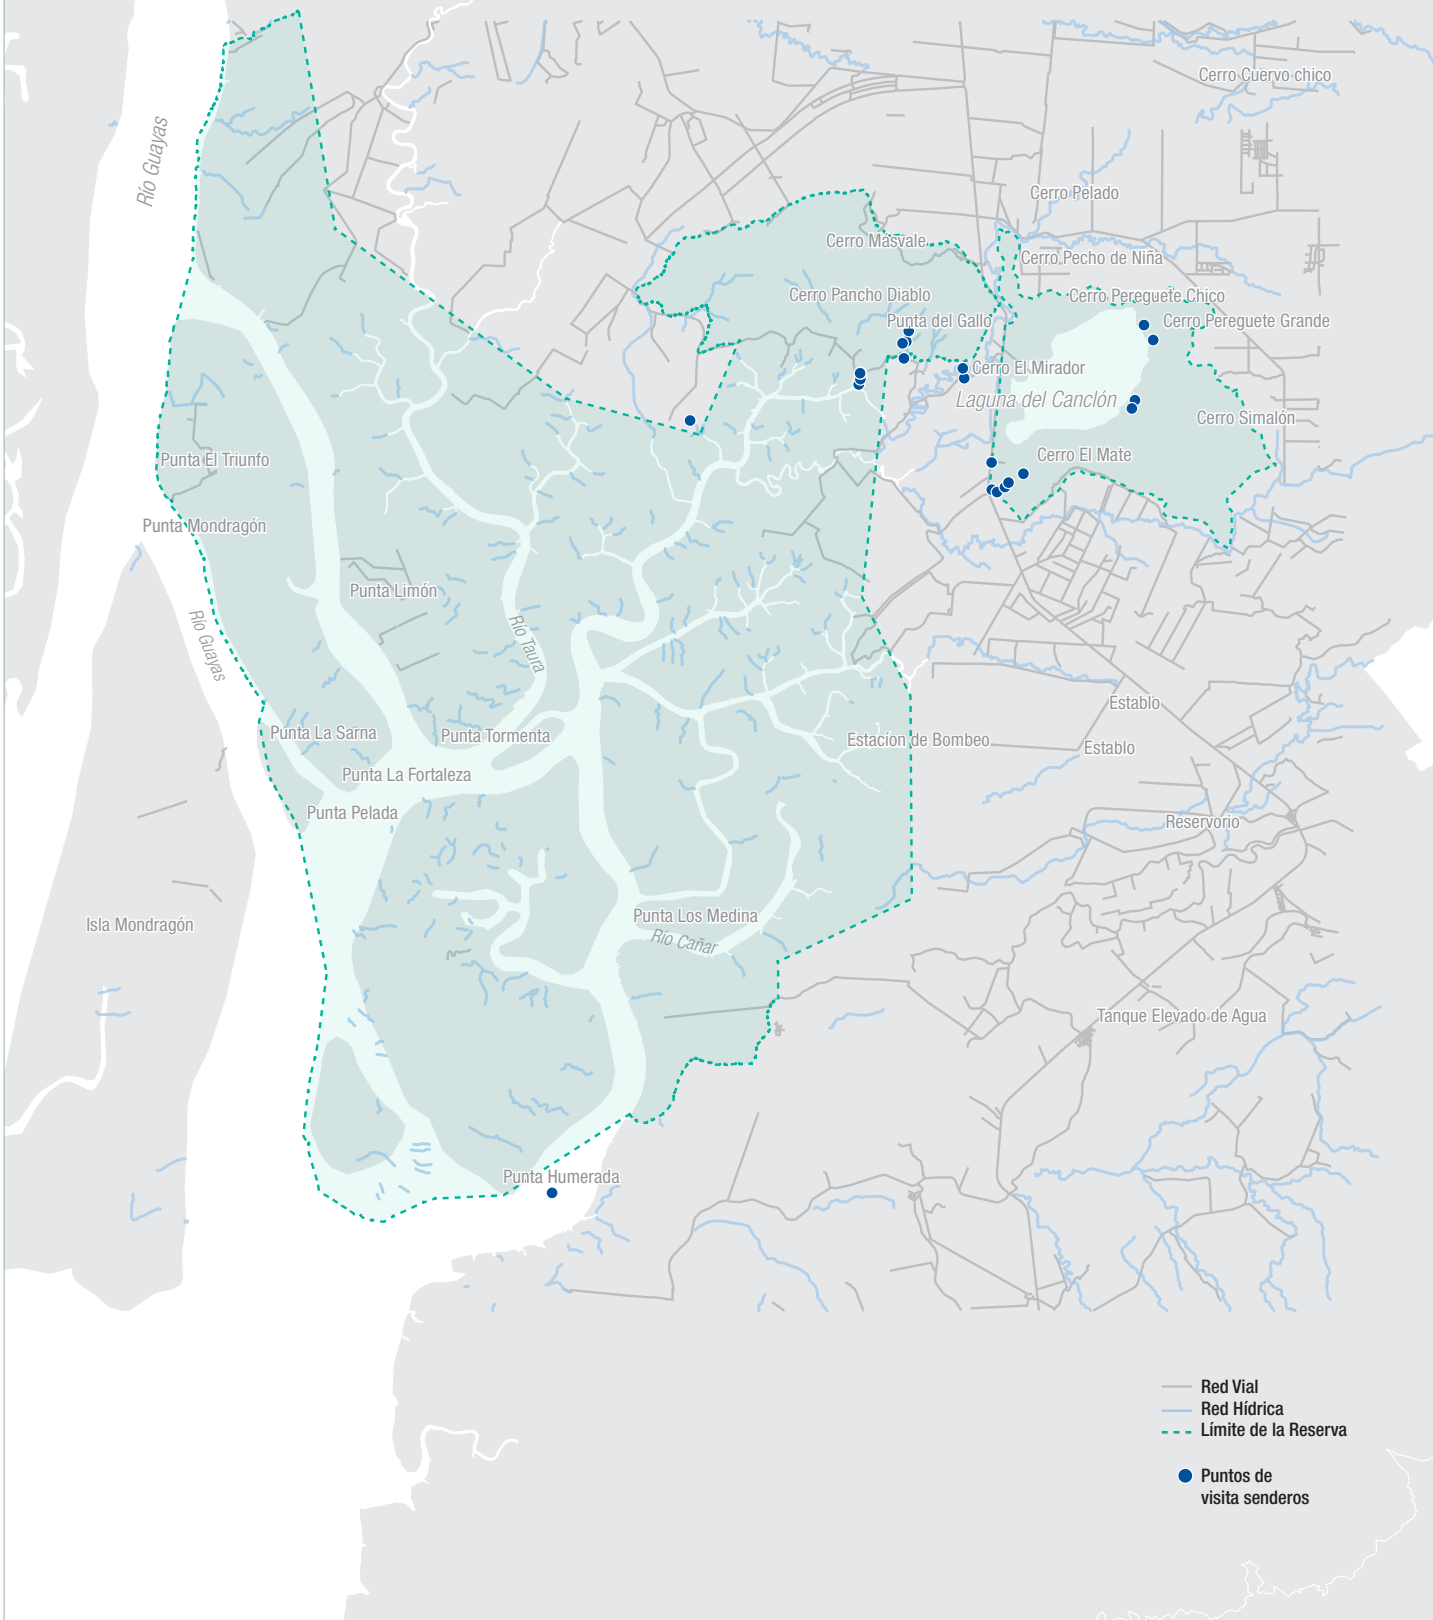 Cerro Cuervo chico
Río Guayas
Cerro Pelado
Cerro Masvale
Cerro Pecho de Niña
Cerro Pancho Diablo
Cerro Pereguete Chico
Punta del Gallo
Cerro Pereguete Grande
Cerro El Mirador
Laguna del Canclón
Cerro Simalón
Cerro El Mate
Punta El Triunfo
Punta Mondragón
Punta Limón
Río Guayas
Río Taura
Establo
Punta La Sarna
Punta Tormenta
Estación de Bombeo
Establo
Punta La Fortaleza
Punta Pelada
Reservorio
Punta Los Medina
Isla Mondragón
Río Cañar
Tanque Elevado de Agua
Punta Humerada
Red Vial
Red Hídrica
Límite de la Reserva
Puntos de
visita senderos